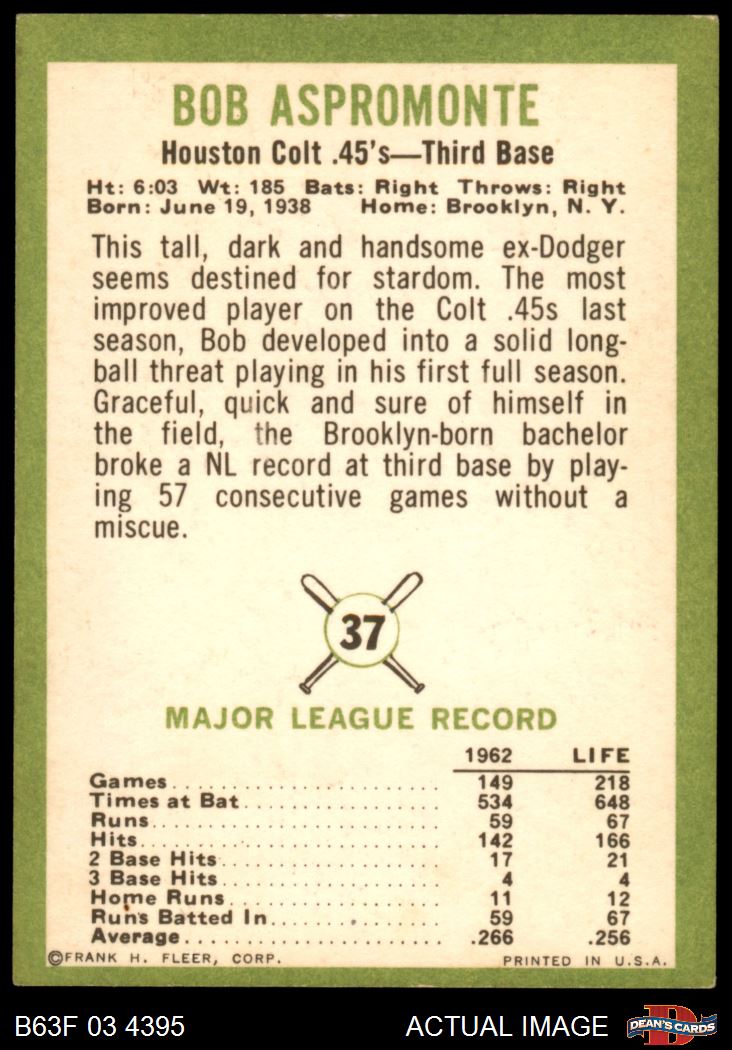 BOB ASPROMONTE
Houston Colt .45's—Third Base
Ht: 6:03 Wt: 185 Bats: Right Throws: Right
Born: June 19, 1938 Home: Brooklyn, N. Y.
This tall, dark and handsome ex-Dodger
seems destined for stardom. The most
improved player on the Colt .45s last
season, Bob developed into a solid long-
ball threat playing in his first full season.
Graceful, quick and sure of himself in
the field, the Brooklyn-born bachelor
broke a NL record at third base by play-
ing 57 consecutive games without a
miscue.
37
MAJOR LEAGUE RECORD
1962 LIFE
Games 149 218
Times at Bat 534 648
Runs 59 67
Hits 142 166
2 Base Hits 17 21
3 Base Hits 4 4
Home Runs 11 12
Runs Batted In 59 67
Average .266 .256
©FRANK H. FLEER, CORP. PRINTED IN U.S.A.
B63F 03 4395 ACTUAL IMAGE D DEAN'S CARDS